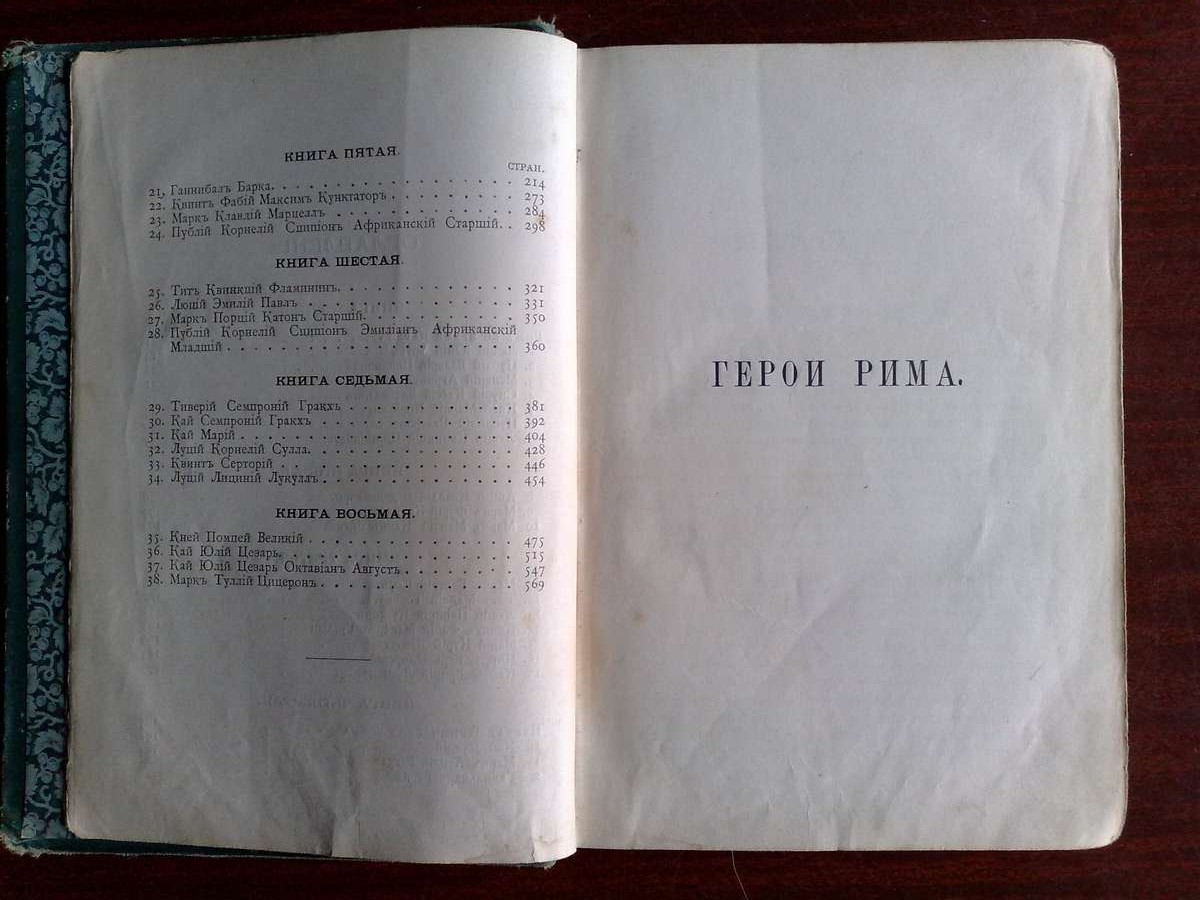 КНИГА ПЯТАЯ.
СТРАН.
21. Ганнибалъ Барка. . . . . . . . . . . . . . . . . . 214
22. Квинтъ Фабій Максимъ Кунктаторъ . . . . . . . . . 273
23. Маркъ Клавдій Марцеллъ . . . . . . . . . . . . . 284
24. Публій Корнелій Сципіонъ Африканскій Старшій. . 298
КНИГА ШЕСТАЯ.
25. Титъ Квинкцій Фламининъ. . . . . . . . . . . . . 321
26. Люцій Эмилій Павлъ . . . . . . . . . . . . . . . 331
27. Маркъ Порцій Катонъ Старшій. . . . . . . . . . . 350
28. Публій Корнелій Сципіонъ Эмиліанъ Африканскій
Младшій . . . . . . . . . . . . . . . . . . . . . 360
КНИГА СЕДЬМАЯ.
29. Тиверій Семпроній Гракхъ . . . . . . . . . . . . 381
30. Кай Семпроній Гракхъ . . . . . . . . . . . . . . 392
31. Кай Марій . . . . . . . . . . . . . . . . . . . . 404
32. Луцій Корнелій Сулла. . . . . . . . . . . . . . . 428
33. Квинтъ Серторій . . . . . . . . . . . . . . . . . 446
34. Луцій Лициній Лукуллъ . . . . . . . . . . . . . . 454
КНИГА ВОСЬМАЯ.
35. Кней Помпей Великій . . . . . . . . . . . . . . . 475
36. Кай Юлій Цезарь. . . . . . . . . . . . . . . . . 515
37. Кай Юлій Цезарь Октавіанъ Августъ . . . . . . . . 547
38. Маркъ Туллій Цицеронъ . . . . . . . . . . . . . . 569
ГЕРОИ РИМА.